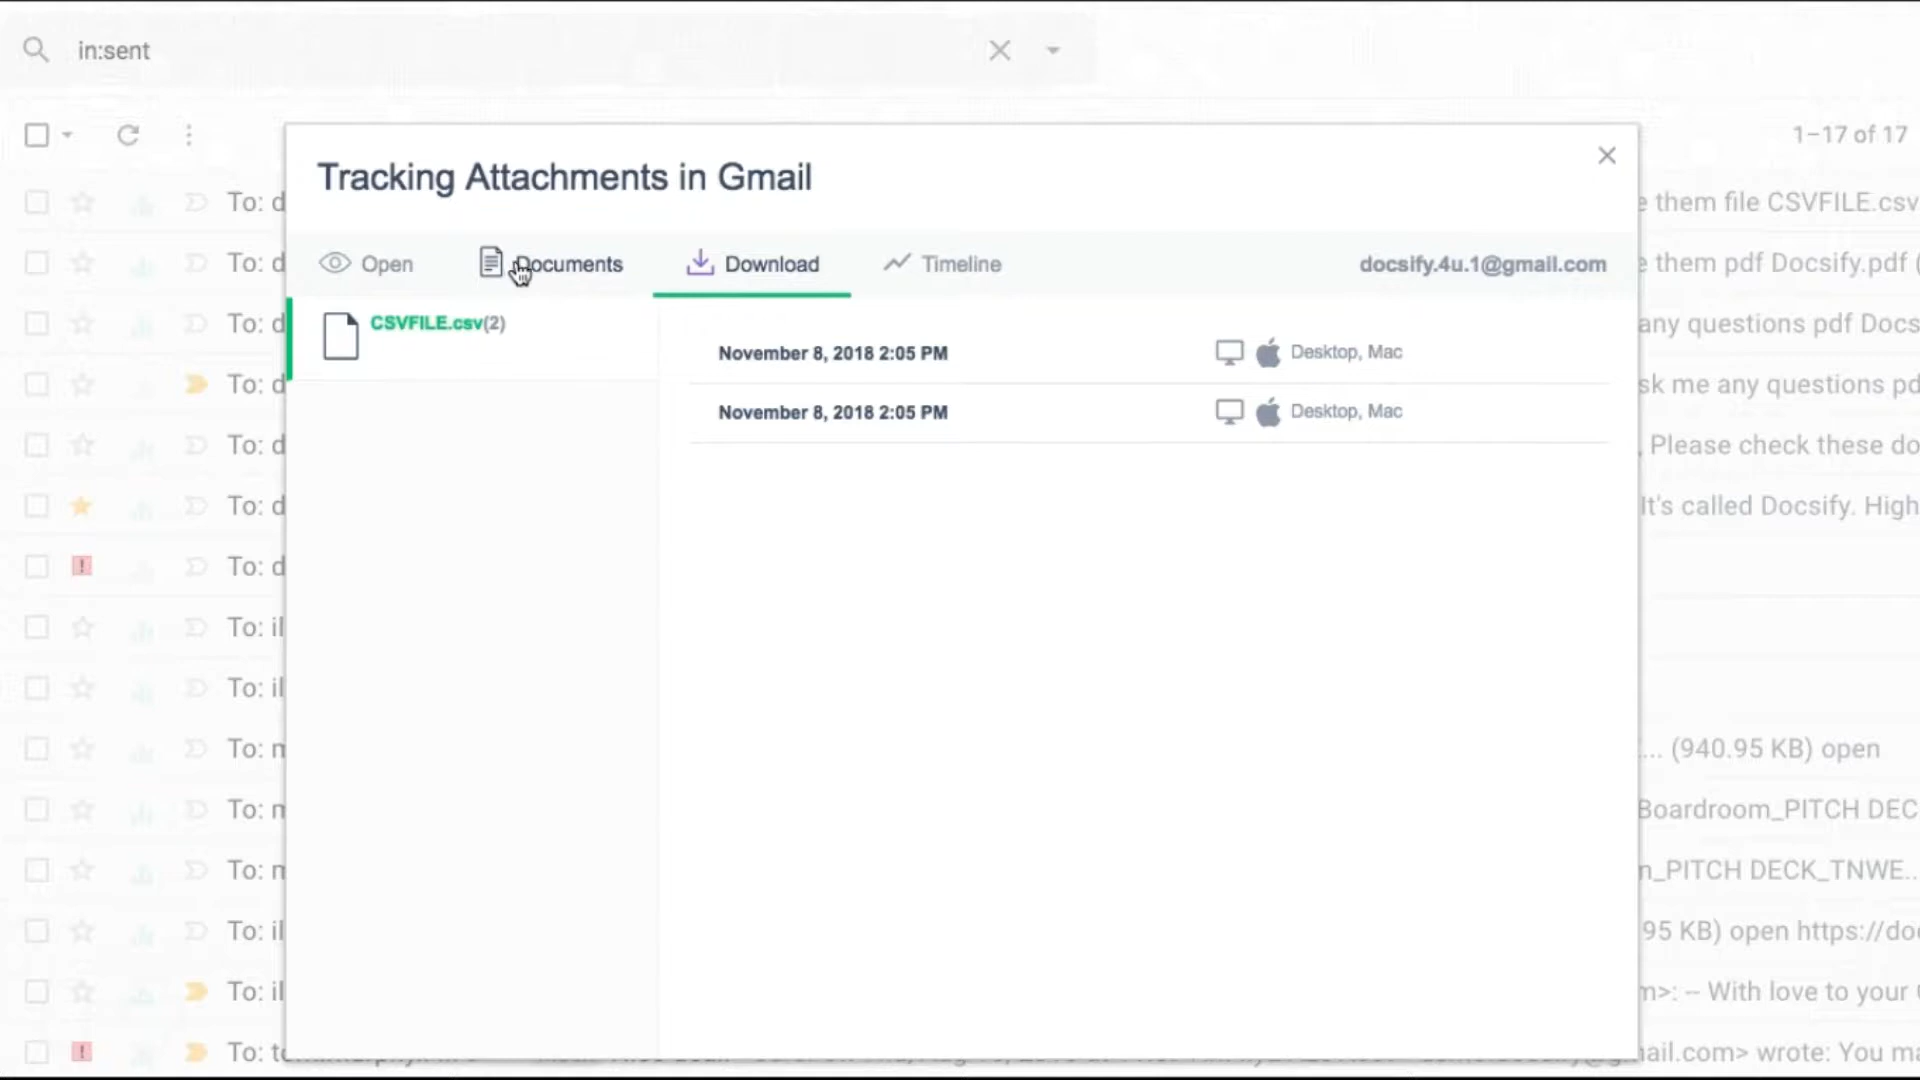 in:sent
1–17 of 17
Tracking Attachments in Gmail
Open Documents Download Timeline docsify.4u.1@gmail.com
CSVFILE.csv(2)
November 8, 2018 2:05 PM Desktop, Mac
November 8, 2018 2:05 PM Desktop, Mac
To: d e them file CSVFILE.csv
To: d e them pdf Docsify.pdf (
To: d any questions pdf Docs
To: d sk me any questions pd
To: d , Please check these do
To: d It's called Docsify. High
To: d
To: il
To: il
To: m ... (940.95 KB) open
To: m Boardroom_PITCH DEC
To: m n_PITCH DECK_TNWE...
To: il 95 KB) open https://do
To: il m>: -- With love to your
To: t ail.com> wrote: You ma